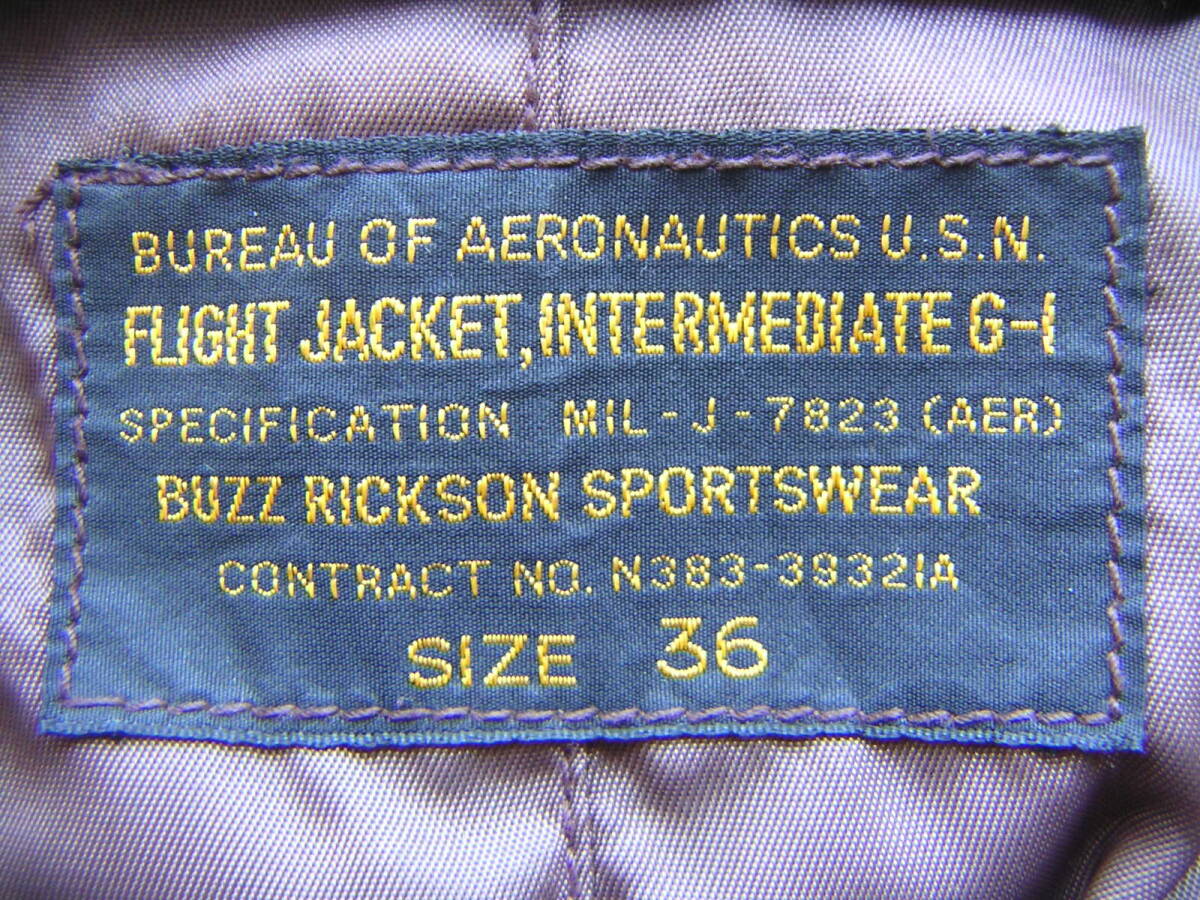 BUREAU OF AERONAUTICS U.S.N.
FLIGHT JACKET, INTERMEDIATE G-1
SPECIFICATION MIL-J-7823 (AER)
BUZZ RICKSON SPORTSWEAR
CONTRACT NO. N383-39321A
SIZE 36